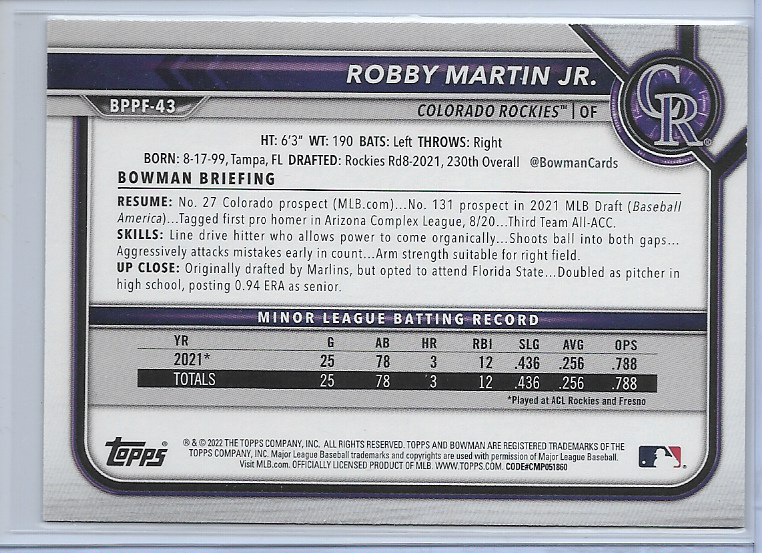 ROBBY MARTIN JR.
BPPF-43
COLORADO ROCKIES™ | OF
CR®
HT: 6'3" WT: 190 BATS: Left THROWS: Right
BORN: 8-17-99, Tampa, FL DRAFTED: Rockies Rd8-2021, 230th Overall @BowmanCards
BOWMAN BRIEFING
RESUME: No. 27 Colorado prospect (MLB.com)...No. 131 prospect in 2021 MLB Draft (Baseball
America)...Tagged first pro homer in Arizona Complex League, 8/20...Third Team All-ACC.
SKILLS: Line drive hitter who allows power to come organically...Shoots ball into both gaps...
Aggressively attacks mistakes early in count...Arm strength suitable for right field.
UP CLOSE: Originally drafted by Marlins, but opted to attend Florida State...Doubled as pitcher in
high school, posting 0.94 ERA as senior.
MINOR LEAGUE BATTING RECORD
YR G AB HR RBI SLG AVG OPS
2021* 25 78 3 12 .436 .256 .788
TOTALS 25 78 3 12 .436 .256 .788
*Played at ACL Rockies and Fresno
Topps®
® & © 2022 THE TOPPS COMPANY, INC. ALL RIGHTS RESERVED. TOPPS AND BOWMAN ARE REGISTERED TRADEMARKS OF THE
TOPPS COMPANY, INC. Major League Baseball trademarks and copyrights are used with permission of Major League Baseball.
Visit MLB.com. OFFICIALLY LICENSED PRODUCT OF MLB. WWW.TOPPS.COM. CODE#CMP051860